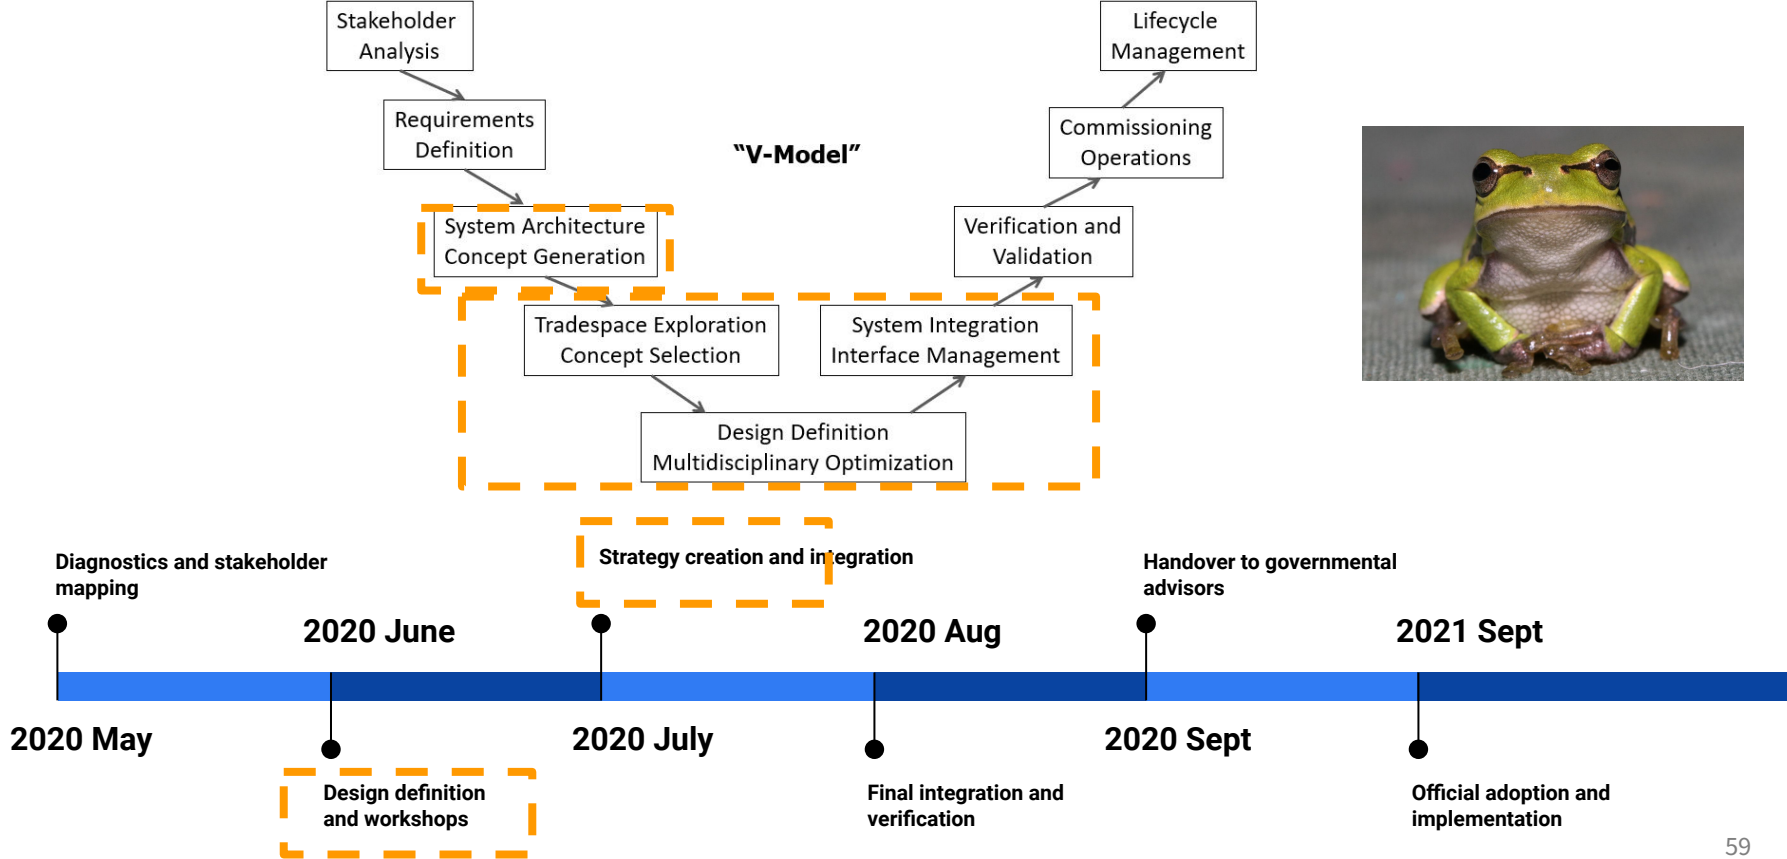 Stakeholder
Analysis
Lifecycle
Management
Requirements
Definition
Commissioning
Operations
“V-Model”
System Architecture
Concept Generation
Verification and
Validation
Tradespace Exploration
Concept Selection
System Integration
Interface Management
Design Definition
Multidisciplinary Optimization
Diagnostics and stakeholder
mapping
Strategy creation and integration
Handover to governmental
advisors
2020 June
2020 Aug
2021 Sept
2020 May
2020 July
2020 Sept
Design definition
and workshops
Final integration and
verification
Official adoption and
implementation
59